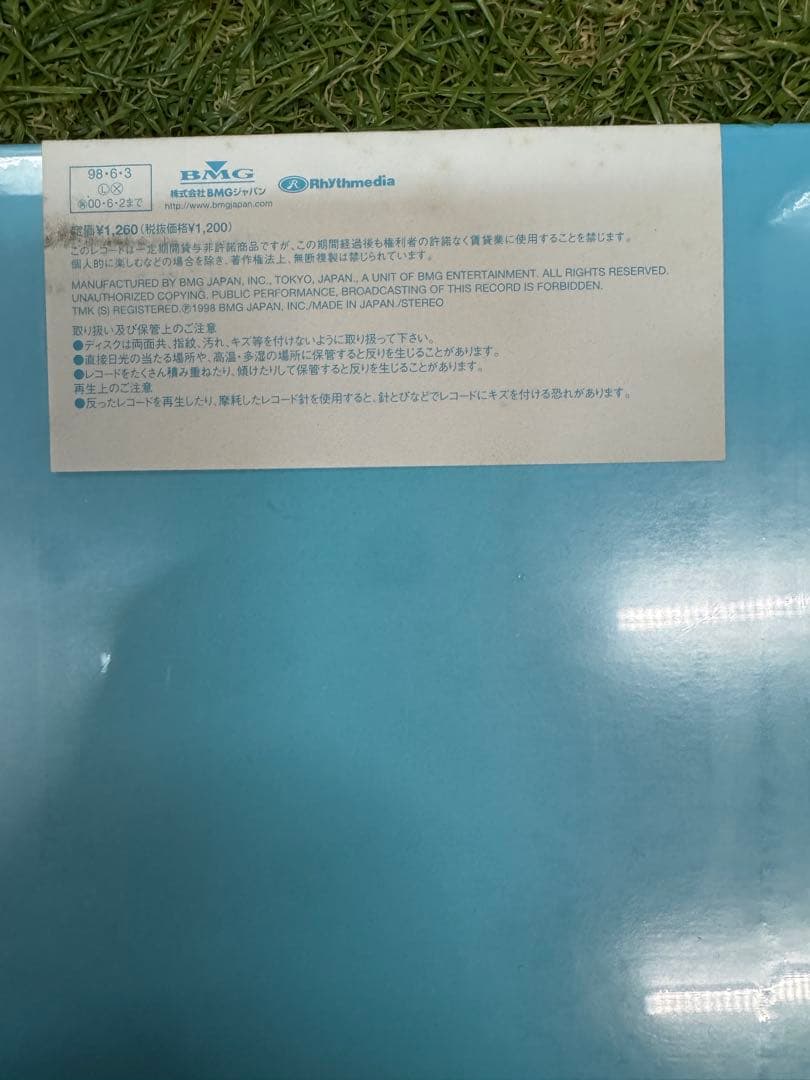 98・6・3
Ⓛ Ⓧ
00・6・2まで
BMG
株式会社BMGジャパン
http://www.bmgjapan.com
R Rhythmedia
定価¥1,260(税抜価格¥1,200)
このレコードは一定期間貸与非許諾商品ですが、この期間経過後も権利者の許諾なく賃貸業に使用することを禁じます。
個人的に楽しむなどの場合を除き、著作権法上、無断複製は禁じられています。
MANUFACTURED BY BMG JAPAN, INC., TOKYO, JAPAN., A UNIT OF BMG ENTERTAINMENT. ALL RIGHTS RESERVED.
UNAUTHORIZED COPYING, PUBLIC PERFORMANCE, BROADCASTING OF THIS RECORD IS FORBIDDEN.
TMK (S) REGISTERED.Ⓟ1998 BMG JAPAN, INC./MADE IN JAPAN./STEREO
取り扱い及び保管上のご注意
●ディスクは両面共、指紋、汚れ、キズ等を付けないように取り扱って下さい。
●直接日光の当たる場所や、高温・多湿の場所に保管すると反りを生じることがあります。
●レコードをたくさん積み重ねたり、傾けたりして保管すると反りを生じることがあります。
再生上のご注意
●反ったレコードを再生したり、摩耗したレコード針を使用すると、針とびなどでレコードにキズを付ける恐れがあります。